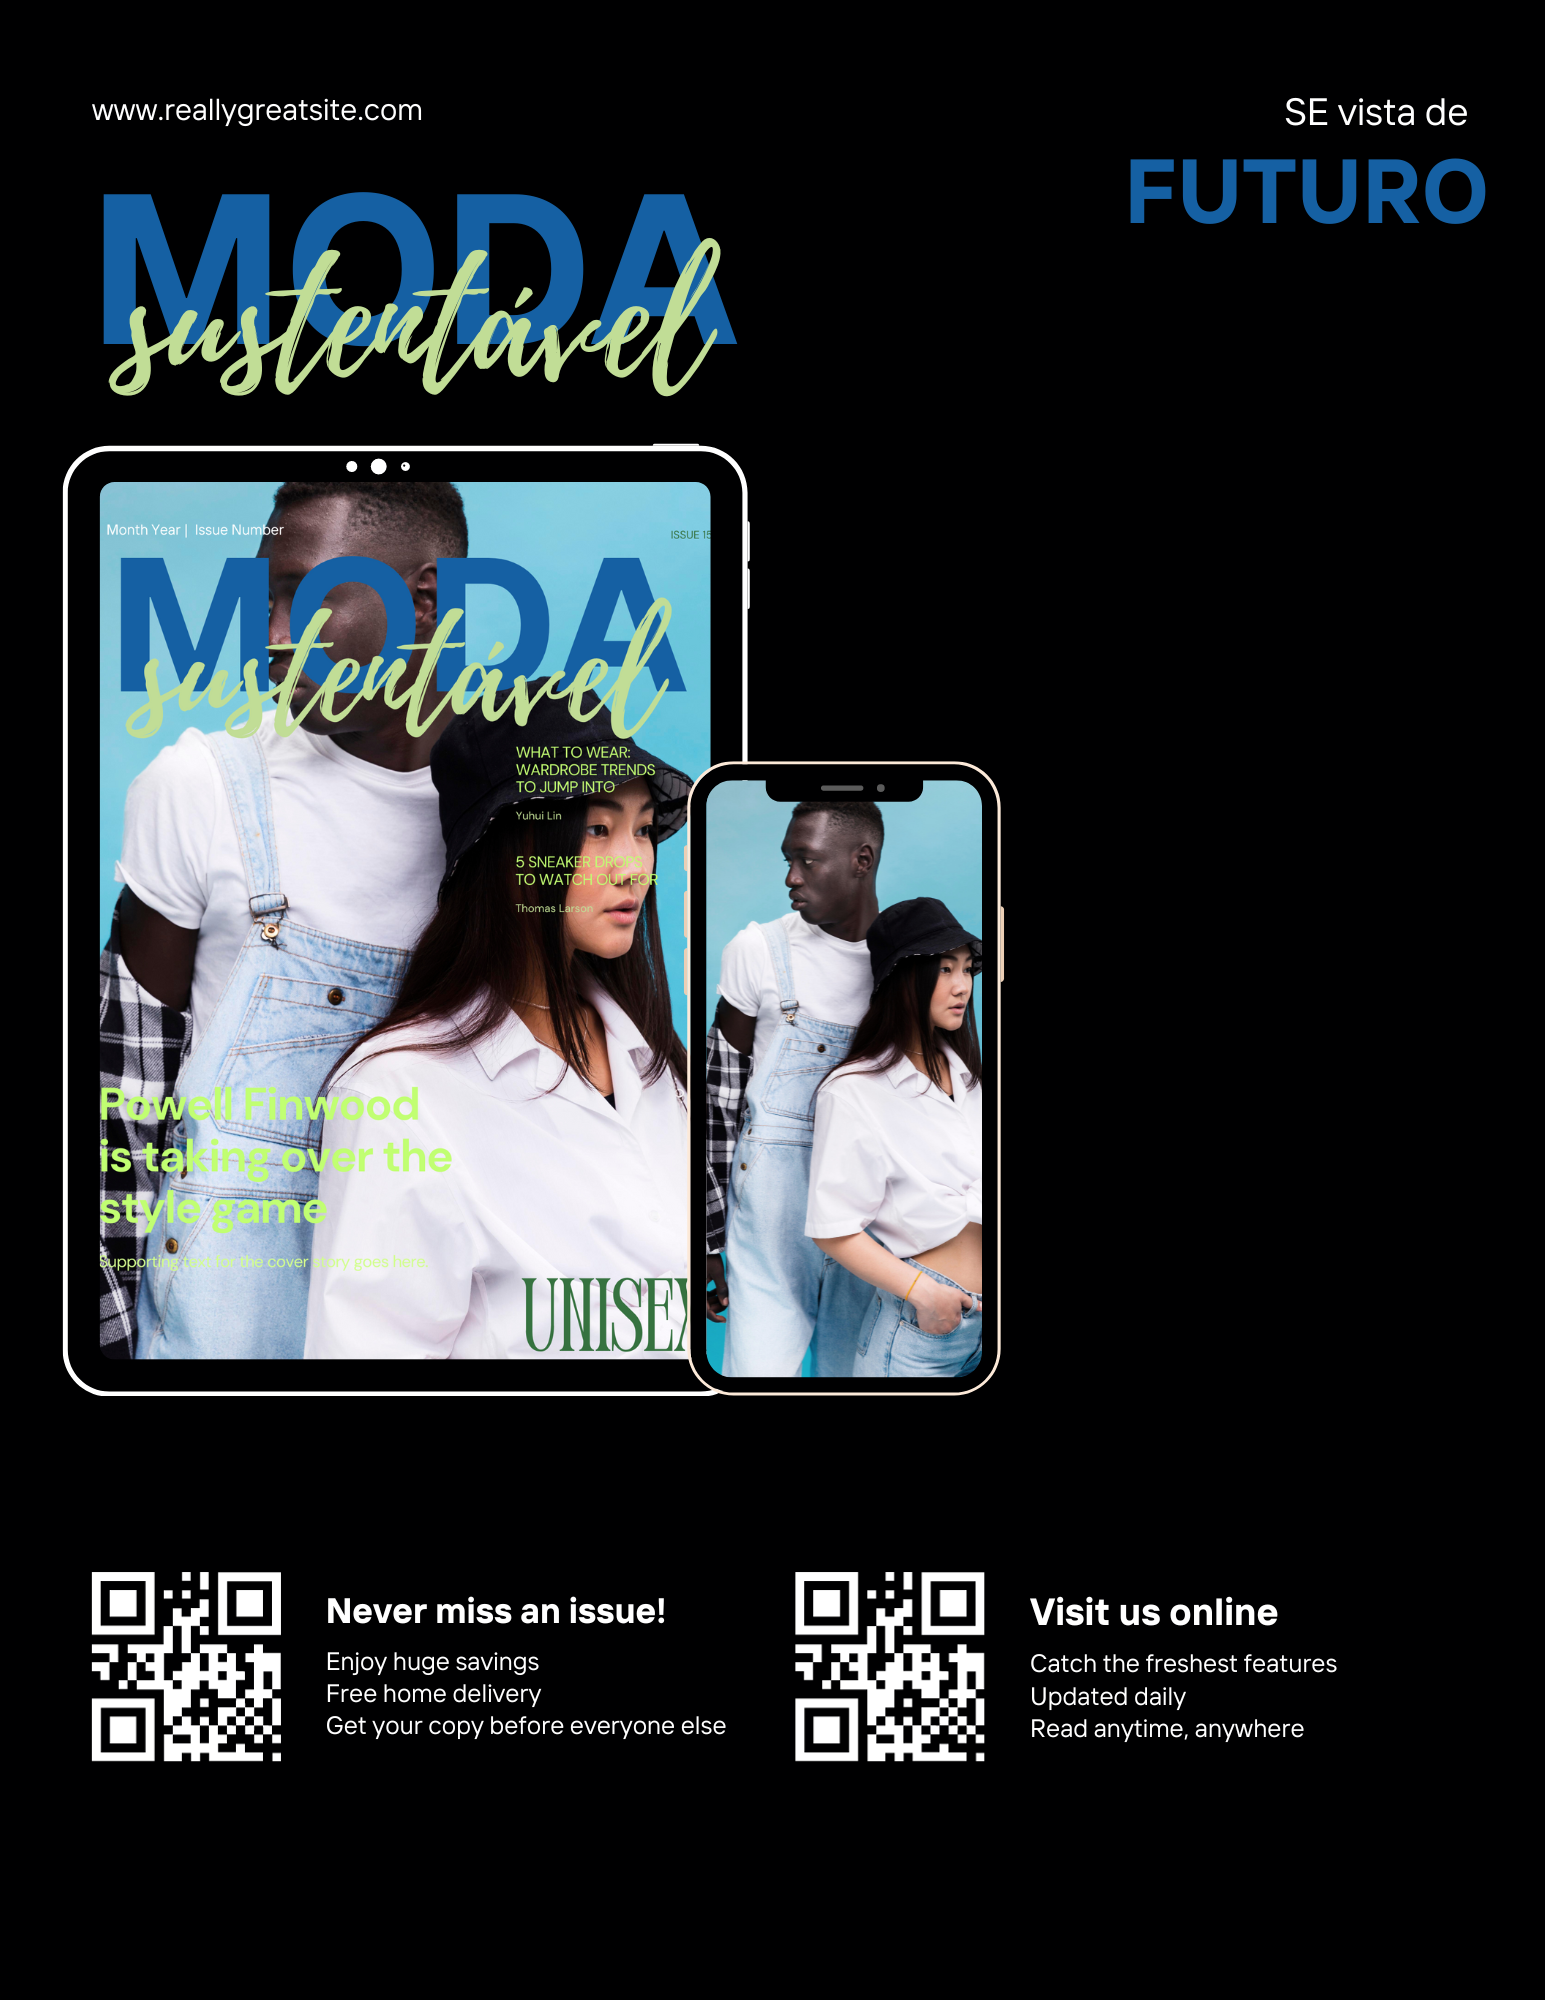 www.reallygreatsite.com
SE vista de
FUTURO
MODA
sustentável
Month Year | Issue Number
ISSUE 15
MODA
sustentável
WHAT TO WEAR:
WARDROBE TRENDS
TO JUMP INTO
Yuhui Lin
5 SNEAKER DROPS
TO WATCH OUT FOR
Thomas Larson
Powell Finwood
is taking over the
style game
Supporting text for the cover story goes here
UNISEX
Never miss an issue!
Enjoy huge savings
Free home delivery
Get your copy before everyone else
Visit us online
Catch the freshest features
Updated daily
Read anytime, anywhere